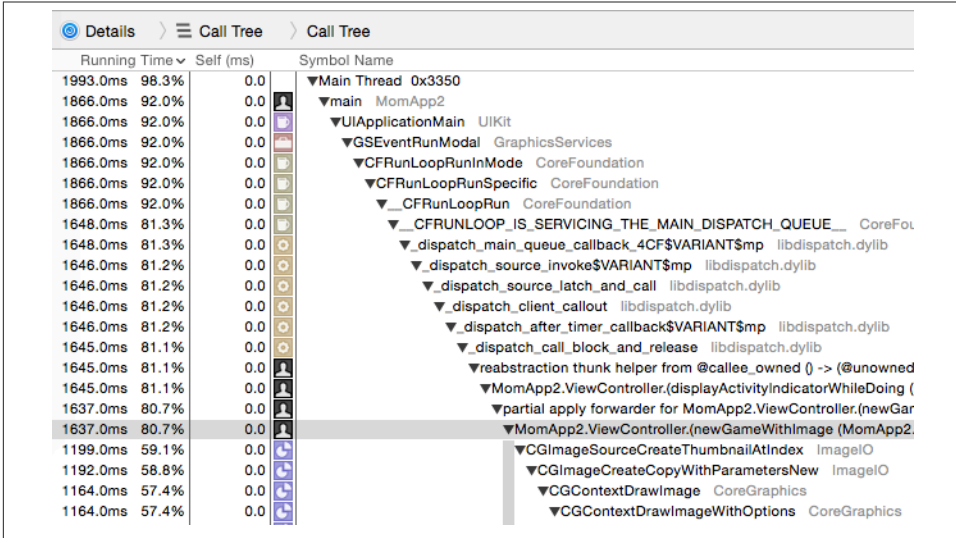 Details Call Tree Call Tree
Running Time Self (ms) Symbol Name
1993.0ms 98.3% 0.0 ▼Main Thread 0x3350
1866.0ms 92.0% 0.0 ▼main MomApp2
1866.0ms 92.0% 0.0 ▼UIApplicationMain UIKit
1866.0ms 92.0% 0.0 ▼GSEventRunModal GraphicsServices
1866.0ms 92.0% 0.0 ▼CFRunLoopRunInMode CoreFoundation
1866.0ms 92.0% 0.0 ▼CFRunLoopRunSpecific CoreFoundation
1866.0ms 92.0% 0.0 ▼__CFRunLoopRun CoreFoundation
1648.0ms 81.3% 0.0 ▼__CFRUNLOOP_IS_SERVICING_THE_MAIN_DISPATCH_QUEUE__ CoreFou
1648.0ms 81.3% 0.0 ▼_dispatch_main_queue_callback_4CF$VARIANT$mp libdispatch.dylib
1646.0ms 81.2% 0.0 ▼_dispatch_source_invoke$VARIANT$mp libdispatch.dylib
1646.0ms 81.2% 0.0 ▼_dispatch_source_latch_and_call libdispatch.dylib
1646.0ms 81.2% 0.0 ▼_dispatch_client_callout libdispatch.dylib
1646.0ms 81.2% 0.0 ▼_dispatch_after_timer_callback$VARIANT$mp libdispatch.dylib
1645.0ms 81.1% 0.0 ▼_dispatch_call_block_and_release libdispatch.dylib
1645.0ms 81.1% 0.0 ▼reabstraction thunk helper from @callee_owned () -> (@unowned
1645.0ms 81.1% 0.0 ▼MomApp2.ViewController.(displayActivityIndicatorWhileDoing (
1637.0ms 80.7% 0.0 ▼partial apply forwarder for MomApp2.ViewController.(newGar
1637.0ms 80.7% 0.0 ▼MomApp2.ViewController.(newGameWithImage (MomApp2.
1199.0ms 59.1% 0.0 ▼CGImageSourceCreateThumbnailAtIndex ImageIO
1192.0ms 58.8% 0.0 ▼CGImageCreateCopyWithParametersNew ImageIO
1164.0ms 57.4% 0.0 ▼CGContextDrawImage CoreGraphics
1164.0ms 57.4% 0.0 ▼CGContextDrawImageWithOptions CoreGraphics